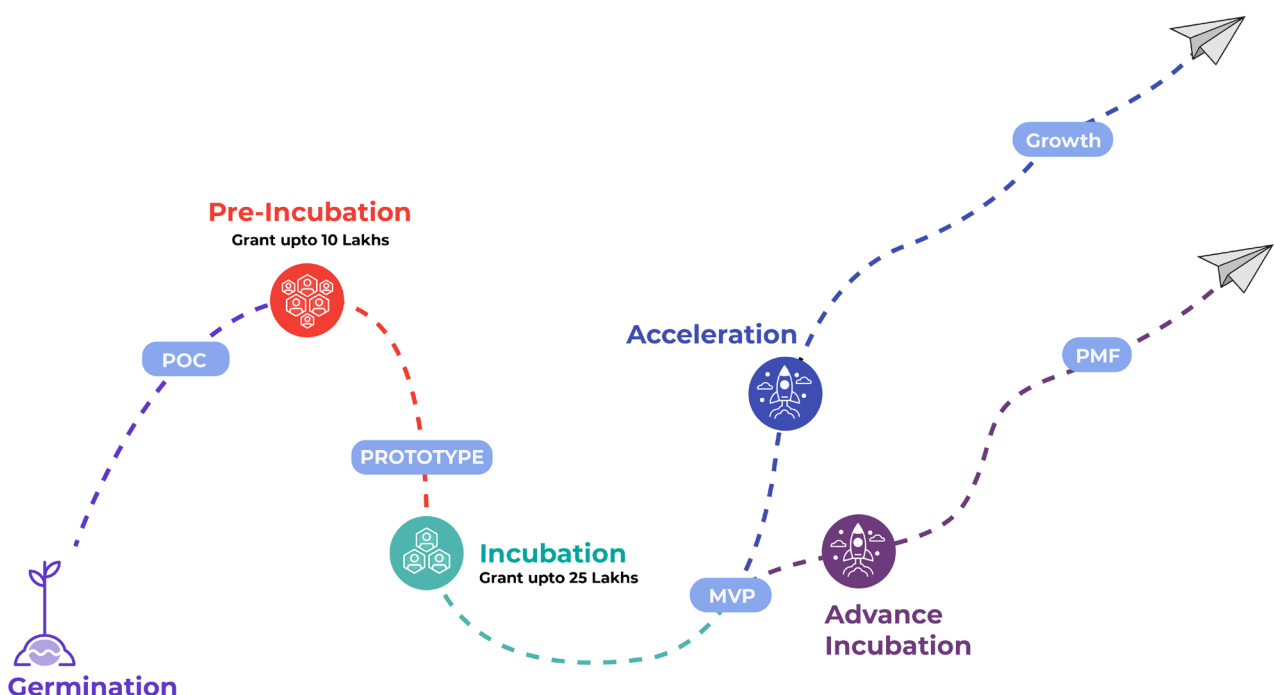 Growth
Pre-Incubation
Grant upto 10 Lakhs
Acceleration
POC
PMF
PROTOTYPE
Incubation
Grant upto 25 Lakhs
MVP
Advance
Incubation
Germination